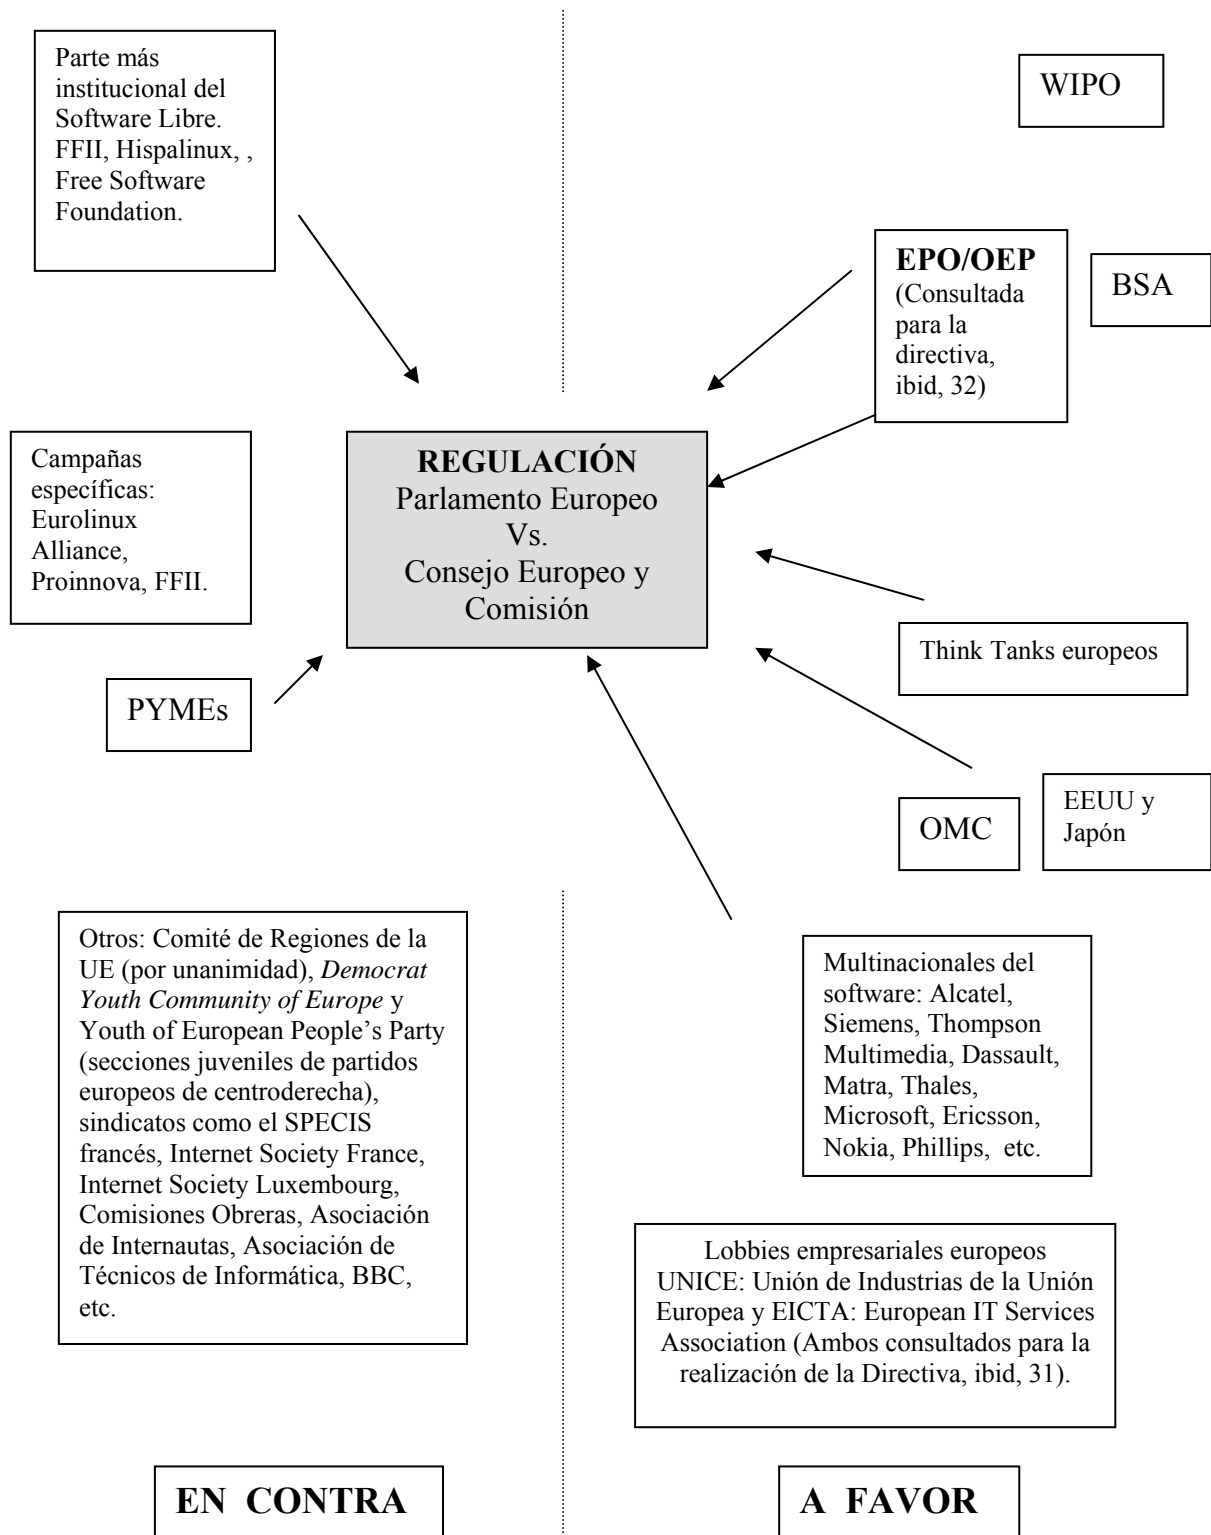 Parte más
institucional del
Software Libre.
FFII, Hispalinux, ,
Free Software
Foundation.
WIPO
EPO/OEP
(Consultada
para la
directiva,
ibid, 32)
BSA
Campañas
específicas:
Eurolinux
Alliance,
Proinnova, FFII.
REGULACIÓN
Parlamento Europeo
Vs.
Consejo Europeo y
Comisión
Think Tanks europeos
PYMEs
OMC
EEUU y
Japón
Otros: Comité de Regiones de la
UE (por unanimidad), Democrat
Youth Community of Europe y
Youth of European People’s Party
(secciones juveniles de partidos
europeos de centroderecha),
sindicatos como el SPECIS
francés, Internet Society France,
Internet Society Luxembourg,
Comisiones Obreras, Asociación
de Internautas, Asociación de
Técnicos de Informática, BBC,
etc.
Multinacionales del
software: Alcatel,
Siemens, Thompson
Multimedia, Dassault,
Matra, Thales,
Microsoft, Ericsson,
Nokia, Phillips, etc.
Lobbies empresariales europeos
UNICE: Unión de Industrias de la Unión
Europea y EICTA: European IT Services
Association (Ambos consultados para la
realización de la Directiva, ibid, 31).
EN CONTRA
A FAVOR